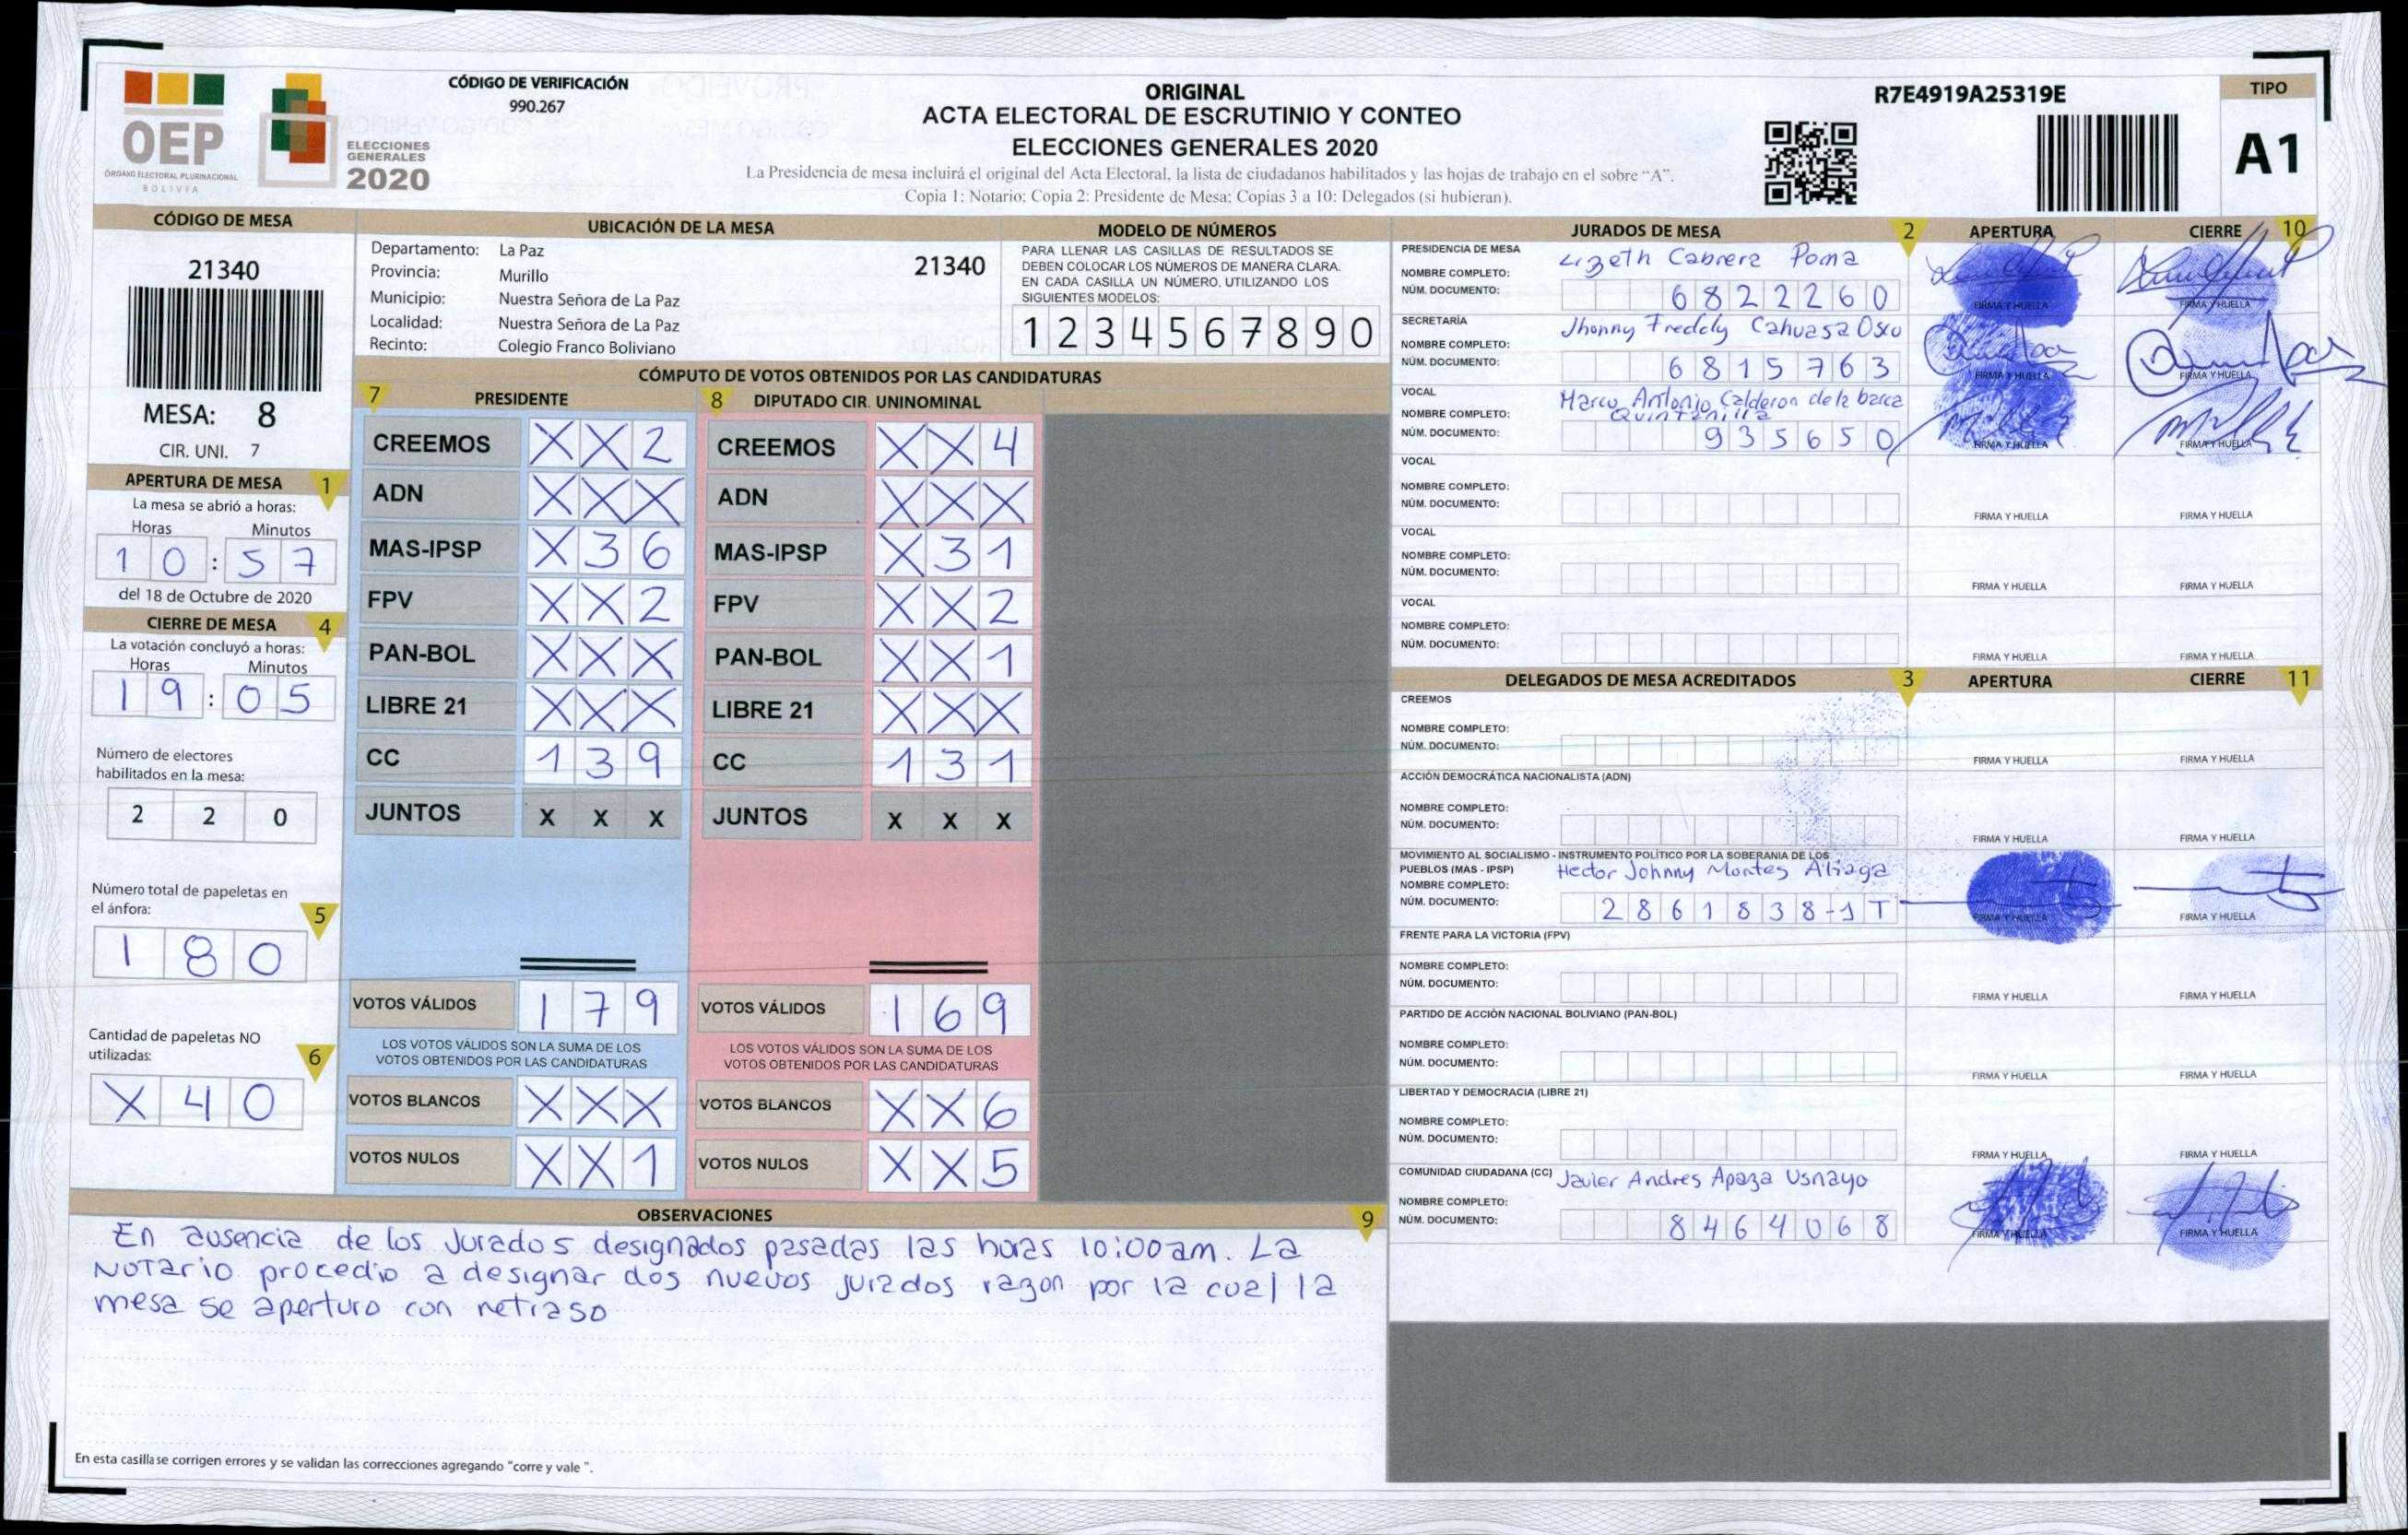 OEP
ÓRGANO ELECTORAL PLURINACIONAL
BOLIVIA
ELECCIONES
GENERALES
2020
CÓDIGO DE VERIFICACIÓN
990.267
ORIGINAL
ACTA ELECTORAL DE ESCRUTINIO Y CONTEO
ELECCIONES GENERALES 2020
La Presidencia de mesa incluirá el original del Acta Electoral, la lista de ciudadanos habilitados y las hojas de trabajo en el sobre “A”.
Copia 1: Notario; Copia 2: Presidente de Mesa; Copias 3 a 10: Delegados (si hubieran).
R7E4919A25319E
TIPO
A1
CÓDIGO DE MESA
21340
MESA: 8
CIR. UNI. 7
UBICACIÓN DE LA MESA
Departamento: La Paz
21340
Provincia: Murillo
Municipio: Nuestra Señora de La Paz
Localidad: Nuestra Señora de La Paz
Recinto: Colegio Franco Boliviano
MODELO DE NÚMEROS
PARA LLENAR LAS CASILLAS DE RESULTADOS SE
DEBEN COLOCAR LOS NÚMEROS DE MANERA CLARA.
EN CADA CASILLA UN NÚMERO, UTILIZANDO LOS
SIGUIENTES MODELOS:
1 2 3 4 5 6 7 8 9 0
APERTURA DE MESA 1
La mesa se abrió a horas:
Horas Minutos
1 0 : 5 7
del 18 de Octubre de 2020
CIERRE DE MESA 4
La votación concluyó a horas:
Horas Minutos
1 9 : 0 5
Número de electores
habilitados en la mesa:
2 2 0
Número total de papeletas en
el ánfora: 5
1 8 0
Cantidad de papeletas NO
utilizadas: 6
X 4 0
CÓMPUTO DE VOTOS OBTENIDOS POR LAS CANDIDATURAS
7 PRESIDENTE
CREEMOS X X 2
ADN X X X
MAS-IPSP X 3 6
FPV X X 2
PAN-BOL X X X
LIBRE 21 X X X
CC 1 3 9
JUNTOS X X X
VOTOS VÁLIDOS 1 7 9
LOS VOTOS VÁLIDOS SON LA SUMA DE LOS
VOTOS OBTENIDOS POR LAS CANDIDATURAS
VOTOS BLANCOS X X X
VOTOS NULOS X X 1
8 DIPUTADO CIR. UNINOMINAL
CREEMOS X X 4
ADN X X X
MAS-IPSP X 3 1
FPV X X 2
PAN-BOL X X 1
LIBRE 21 X X X
CC 1 3 1
JUNTOS X X X
VOTOS VÁLIDOS 1 6 9
LOS VOTOS VÁLIDOS SON LA SUMA DE LOS
VOTOS OBTENIDOS POR LAS CANDIDATURAS
VOTOS BLANCOS X X 6
VOTOS NULOS X X 5
OBSERVACIONES 9
En ausencia de los Jurados designados pasadas las horas 10:00 am. La
Notario procedio a designar dos nuevos jurados razon por la cual la
mesa se aperturo con retraso
En esta casilla se corrigen errores y se validan las correcciones agregando “corre y vale ”.
JURADOS DE MESA 2 APERTURA CIERRE 10
PRESIDENCIA DE MESA
NOMBRE COMPLETO: Lizeth Cabrera Poma
NÚM. DOCUMENTO: 6 8 2 2 2 6 0
FIRMA Y HUELLA FIRMA Y HUELLA
SECRETARÍA
NOMBRE COMPLETO: Jhonny Freddy Cahuasa Osco
NÚM. DOCUMENTO: 6 8 1 5 7 6 3
FIRMA Y HUELLA FIRMA Y HUELLA
VOCAL
NOMBRE COMPLETO: Marco Antonio Calderon de la barca
Quintanilla
NÚM. DOCUMENTO: 9 3 5 6 5 0
FIRMA Y HUELLA FIRMA Y HUELLA
VOCAL
NOMBRE COMPLETO:
NÚM. DOCUMENTO:
FIRMA Y HUELLA FIRMA Y HUELLA
VOCAL
NOMBRE COMPLETO:
NÚM. DOCUMENTO:
FIRMA Y HUELLA FIRMA Y HUELLA
VOCAL
NOMBRE COMPLETO:
NÚM. DOCUMENTO:
FIRMA Y HUELLA FIRMA Y HUELLA
DELEGADOS DE MESA ACREDITADOS 3 APERTURA CIERRE 11
CREEMOS
NOMBRE COMPLETO:
NÚM. DOCUMENTO:
FIRMA Y HUELLA FIRMA Y HUELLA
ACCIÓN DEMOCRÁTICA NACIONALISTA (ADN)
NOMBRE COMPLETO:
NÚM. DOCUMENTO:
FIRMA Y HUELLA FIRMA Y HUELLA
MOVIMIENTO AL SOCIALISMO - INSTRUMENTO POLÍTICO POR LA SOBERANIA DE LOS
PUEBLOS (MAS - IPSP)
NOMBRE COMPLETO: Hector Johnny Montes Aliaga
NÚM. DOCUMENTO: 2 8 6 1 8 3 8 - 1 T
FIRMA Y HUELLA FIRMA Y HUELLA
FRENTE PARA LA VICTORIA (FPV)
NOMBRE COMPLETO:
NÚM. DOCUMENTO:
FIRMA Y HUELLA FIRMA Y HUELLA
PARTIDO DE ACCIÓN NACIONAL BOLIVIANO (PAN-BOL)
NOMBRE COMPLETO:
NÚM. DOCUMENTO:
FIRMA Y HUELLA FIRMA Y HUELLA
LIBERTAD Y DEMOCRACIA (LIBRE 21)
NOMBRE COMPLETO:
NÚM. DOCUMENTO:
FIRMA Y HUELLA FIRMA Y HUELLA
COMUNIDAD CIUDADANA (CC)
NOMBRE COMPLETO: Javier Andres Apaza Usnayo
NÚM. DOCUMENTO: 8 4 6 4 0 6 8
FIRMA Y HUELLA FIRMA Y HUELLA